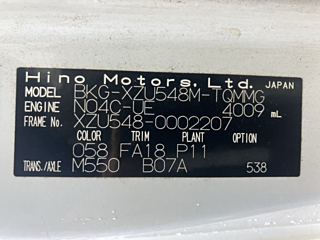 Hino Motors, Ltd. JAPAN
MODEL BKG-XZU548M-TQMMG
ENGINE N04C-UE 4009 mL
FRAME No. XZU548-0002207
COLOR TRIM PLANT OPTION
058 FA18 P11
TRANS./AXLE M550 B07A 538